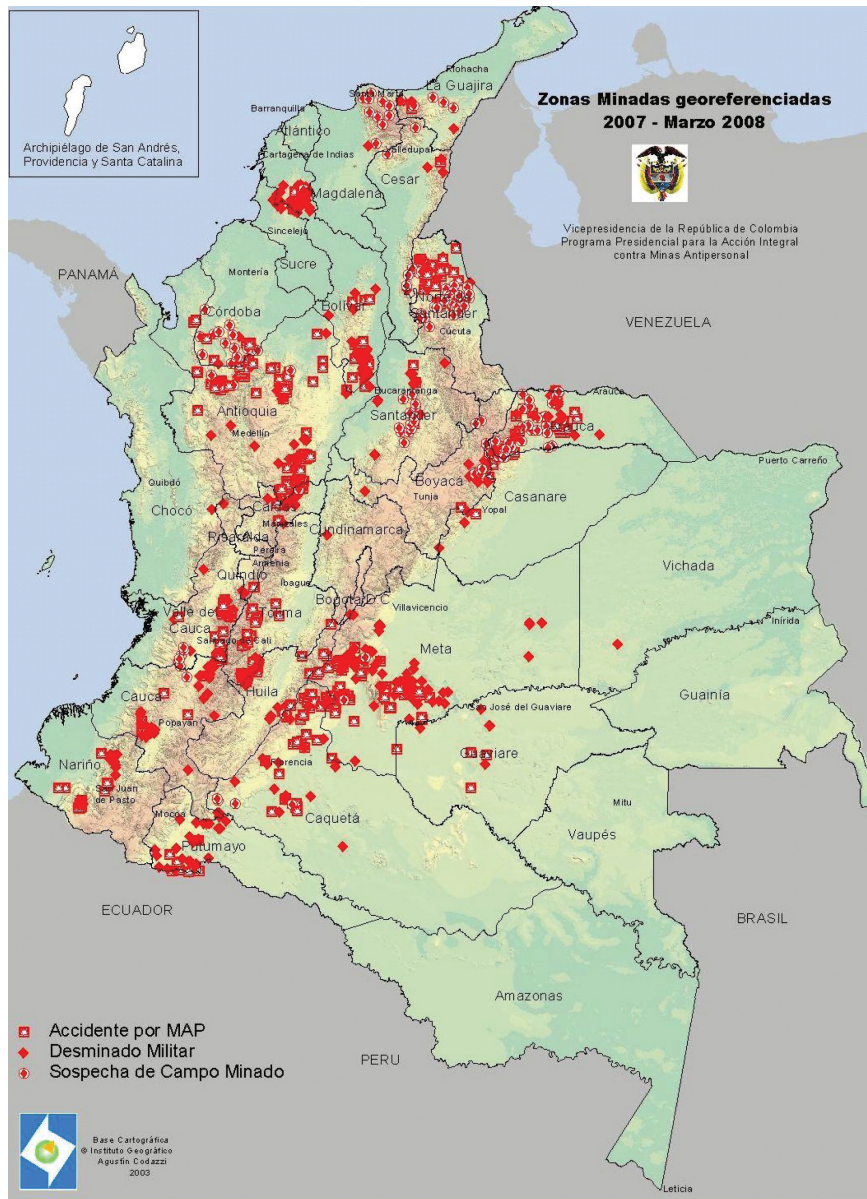 Archipiélago de San Andrés,
Providencia y Santa Catalina
Zonas Minadas georeferenciadas
2007 - Marzo 2008
Vicepresidencia de la República de Colombia
Programa Presidencial para la Acción Integral
contra Minas Antipersonal
Riohacha
La Guajira
Santa Marta
Barranquilla
Atlántico
Cartagena de Indias
Valledupar
Cesar
Magdalena
Sincelejo
Sucre
PANAMÁ
Montería
Bolívar
Córdoba
Norte de
Santander
Cúcuta
VENEZUELA
Bucaramanga
Santander
Arauca
Arauca
Antioquia
Medellín
Puerto Carreño
Quibdó
Boyacá
Tunja
Casanare
Chocó
Caldas
Yopal
Manizales
Cundinamarca
Risaralda
Pereira
Armenia
Quindío
Ibague
Vichada
Bogotá D.C
Villavicencio
Valle del
Cauca
Tolima
Inírida
Santiago de Cali
Meta
Huila
Guainía
Cauca
San José del Guaviare
Popayán
Guaviare
Nariño
Florencia
San Juan
de Pasto
Mitu
Mocoa
Caquetá
Vaupés
Putumayo
ECUADOR
BRASIL
Amazonas
Accidente por MAP
Desminado Militar
Sospecha de Campo Minado
PERU
Base Cartográfica
© Instituto Geográfico
Agustín Codazzi
2003
Leticia